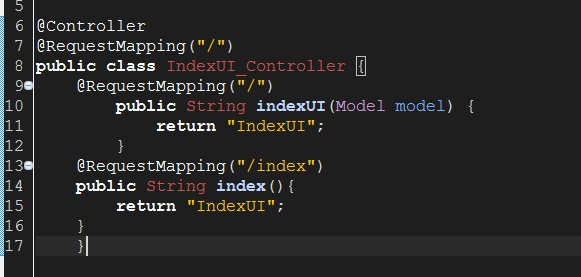 5
6 @Controller
7 @RequestMapping("/")
8 public class IndexUI_Controller {
9 @RequestMapping("/")
10 public String indexUI(Model model) {
11 return "IndexUI";
12 }
13 @RequestMapping("/index")
14 public String index(){
15 return "IndexUI";
16 }
17 }